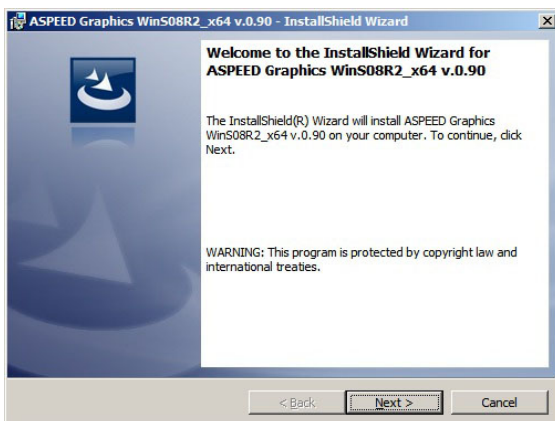 ASPEED Graphics WinS08R2_x64 v.0.90 - InstallShield Wizard
Welcome to the InstallShield Wizard for
ASPEED Graphics WinS08R2_x64 v.0.90
The InstallShield(R) Wizard will install ASPEED Graphics
WinS08R2_x64 v.0.90 on your computer. To continue, click
Next.
WARNING: This program is protected by copyright law and
international treaties.
< Back
Next >
Cancel